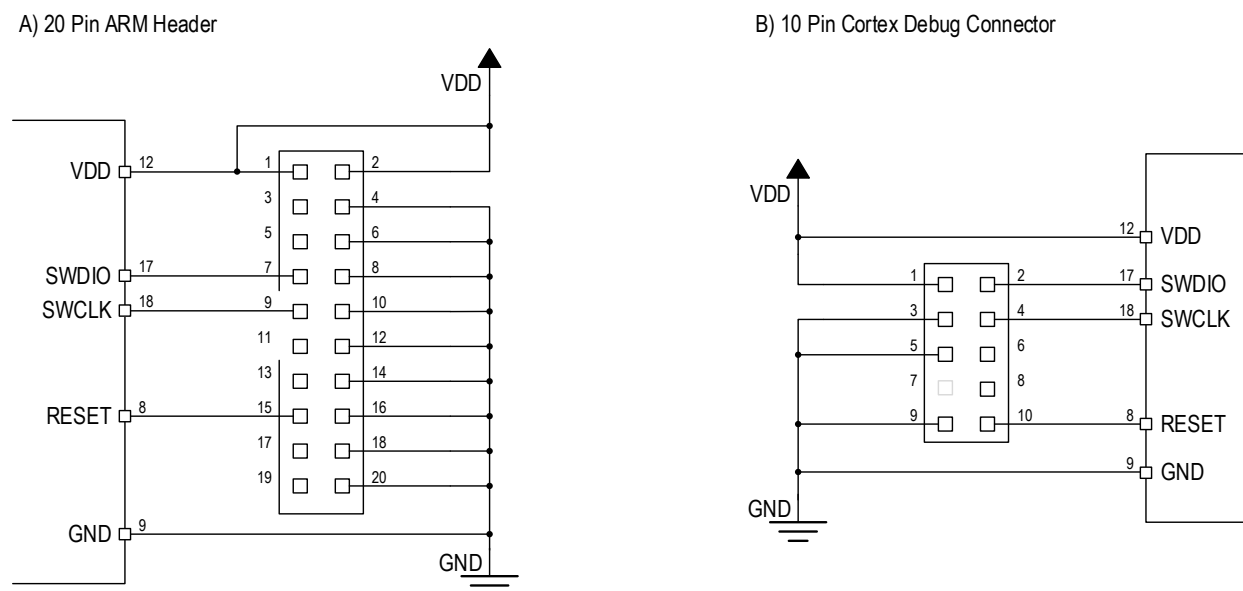 A) 20 Pin ARM Header
VDD
VDD 12 1 2
3 4
5 6
SWDIO 17 7 8
SWCLK 18 9 10
11 12
13 14
RESET 8 15 16
17 18
19 20
GND 9
GND
B) 10 Pin Cortex Debug Connector
VDD
12 VDD
1 2 17 SWDIO
3 4 18 SWCLK
5 6
7 8
9 10 8 RESET
9 GND
GND